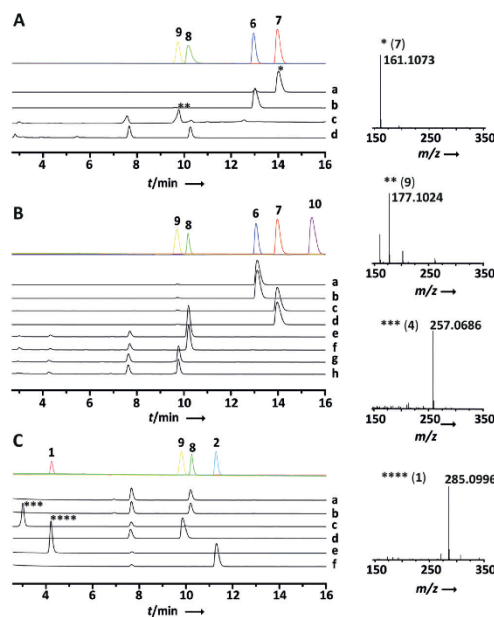 A
9 8 6 7
a
*
b
**
c
d
4 6 8 10 12 14 16
t/min →
* (7)
161.1073
150 250 350
m/z →
** (9)
177.1024
150 250 350
m/z →
B
9 8 6 7 10
a
b
c
d
e
f
g
h
4 6 8 10 12 14 16
t/min →
*** (4)
257.0686
150 250 350
m/z →
C
1 9 8 2
a
b
***
c
****
d
e
f
4 6 8 10 12 14 16
t/min →
**** (1)
285.0996
150 250 350
m/z →